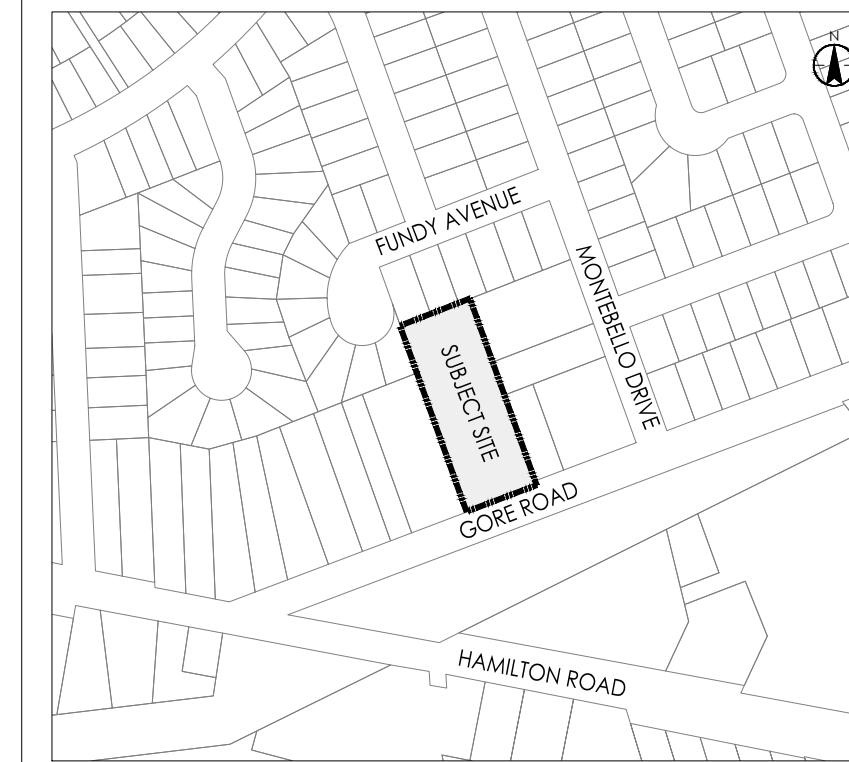 N
FUNDY AVENUE
MONTEBELLO DRIVE
SUBJECT SITE
GORE ROAD
HAMILTON ROAD